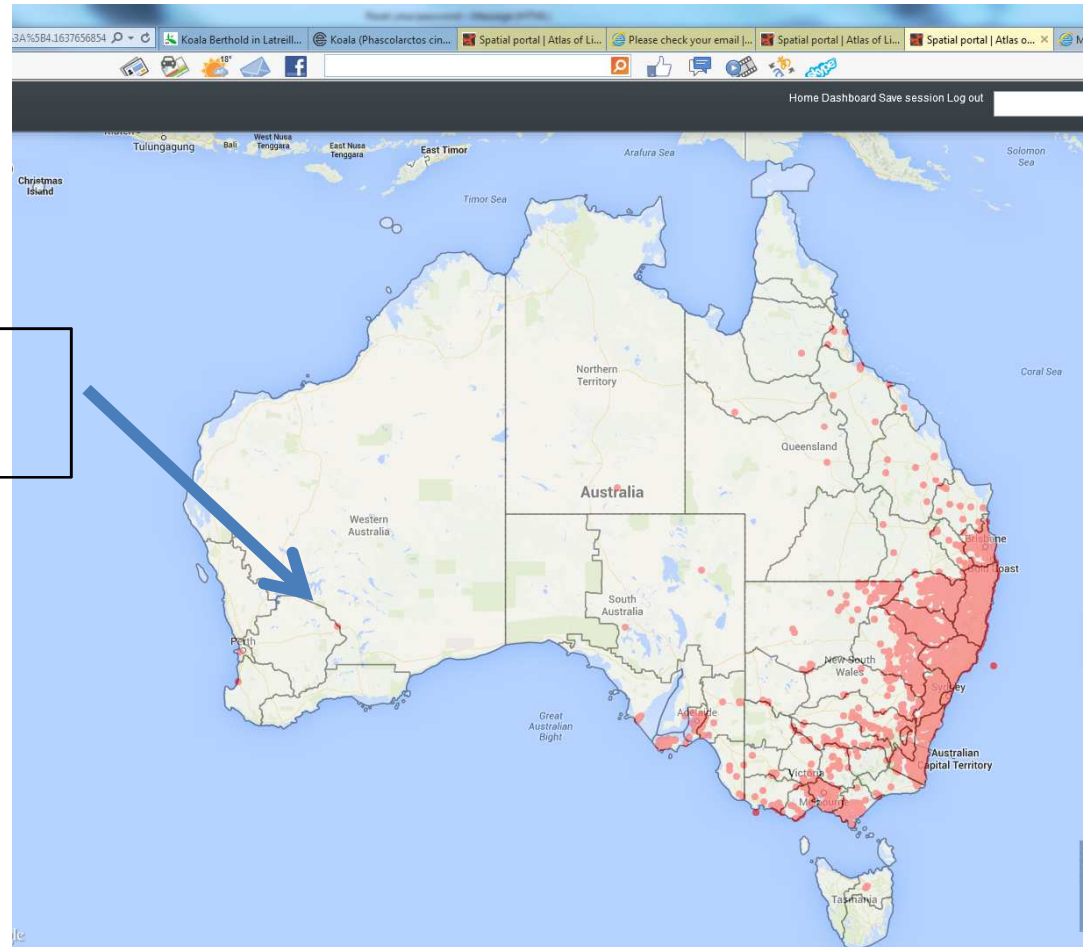 3A%5B4.1637656854
Koala Berthold in Latreill...
Koala (Phascolarctos cin...
Spatial portal | Atlas of Li...
Please check your email |...
Spatial portal | Atlas of Li...
Spatial portal | Atlas o...
M
18°
Home Dashboard Save session Log out
Tulungagung
Bali
West Nusa
Tenggara
East Nusa
Tenggara
East Timor
Arafura Sea
Solomon
Sea
Christmas
Island
Timor Sea
Coral Sea
Northern
Territory
Queensland
Australia
Western
Australia
Brisbane
Gold Coast
South
Australia
Perth
New South
Wales
Sydney
Adelaide
Great
Australian
Bight
Australian
Capital Territory
Victoria
Melbourne
Tasmania